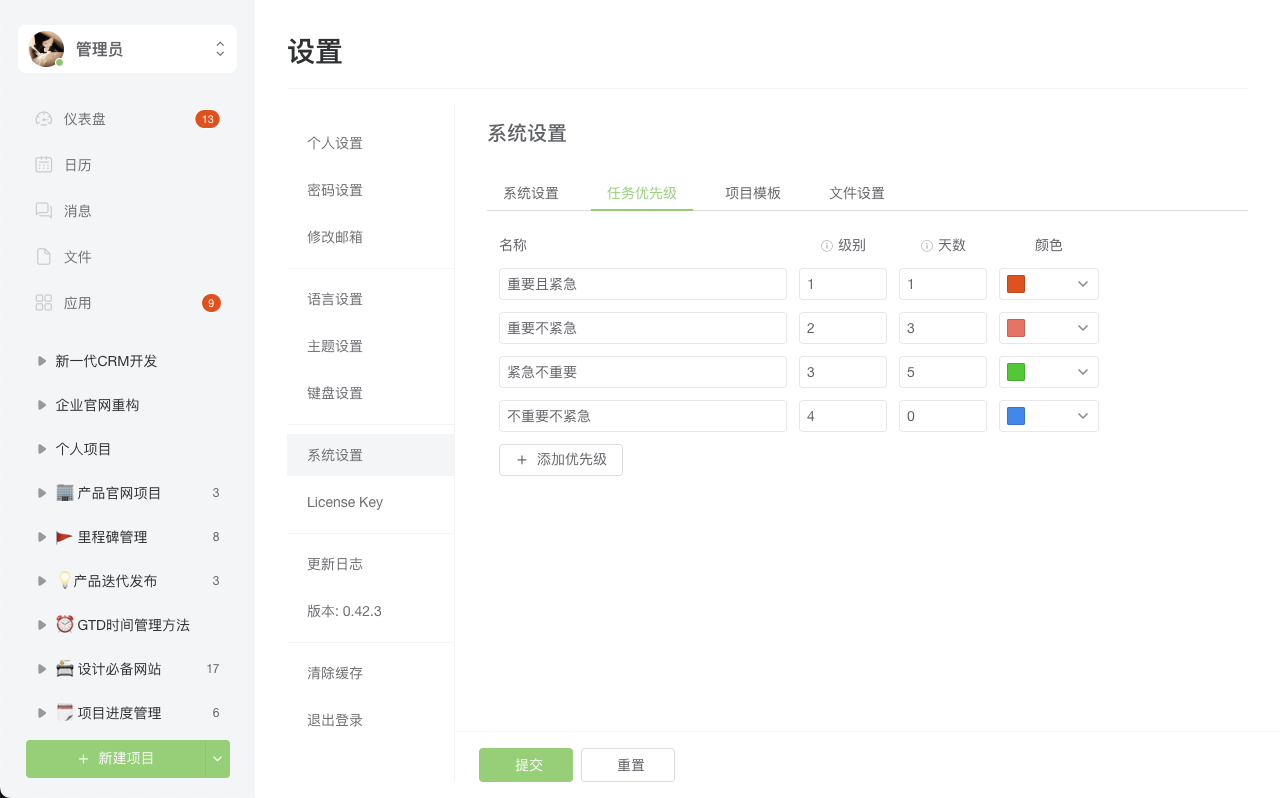 管理员
仪表盘 13
日历
消息
文件
应用 9
新一代CRM开发
企业官网重构
个人项目
产品官网项目 3
里程碑管理 8
产品迭代发布 3
GTD时间管理方法
设计必备网站 17
项目进度管理 6
新建项目
设置
个人设置
密码设置
修改邮箱
语言设置
主题设置
键盘设置
系统设置
License Key
更新日志
版本: 0.42.3
清除缓存
退出登录
系统设置
系统设置 任务优先级 项目模板 文件设置
名称 级别 天数 颜色
重要且紧急 1 1
重要不紧急 2 3
紧急不重要 3 5
不重要不紧急 4 0
添加优先级
提交 重置